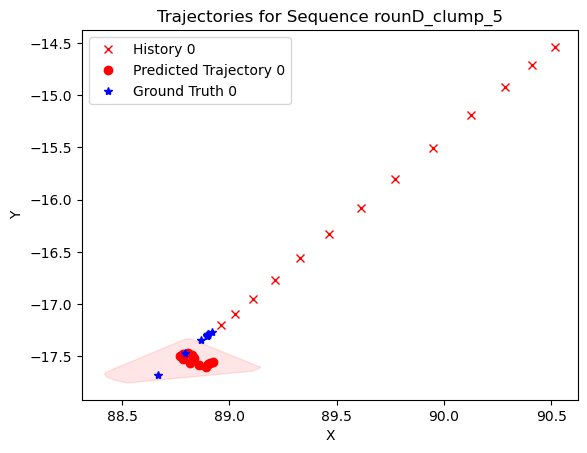 Trajectories for Sequence rounD_clump_5
History 0
Predicted Trajectory 0
Ground Truth 0
Y
−14.5
−15.0
−15.5
−16.0
−16.5
−17.0
−17.5
88.5 89.0 89.5 90.0 90.5
X